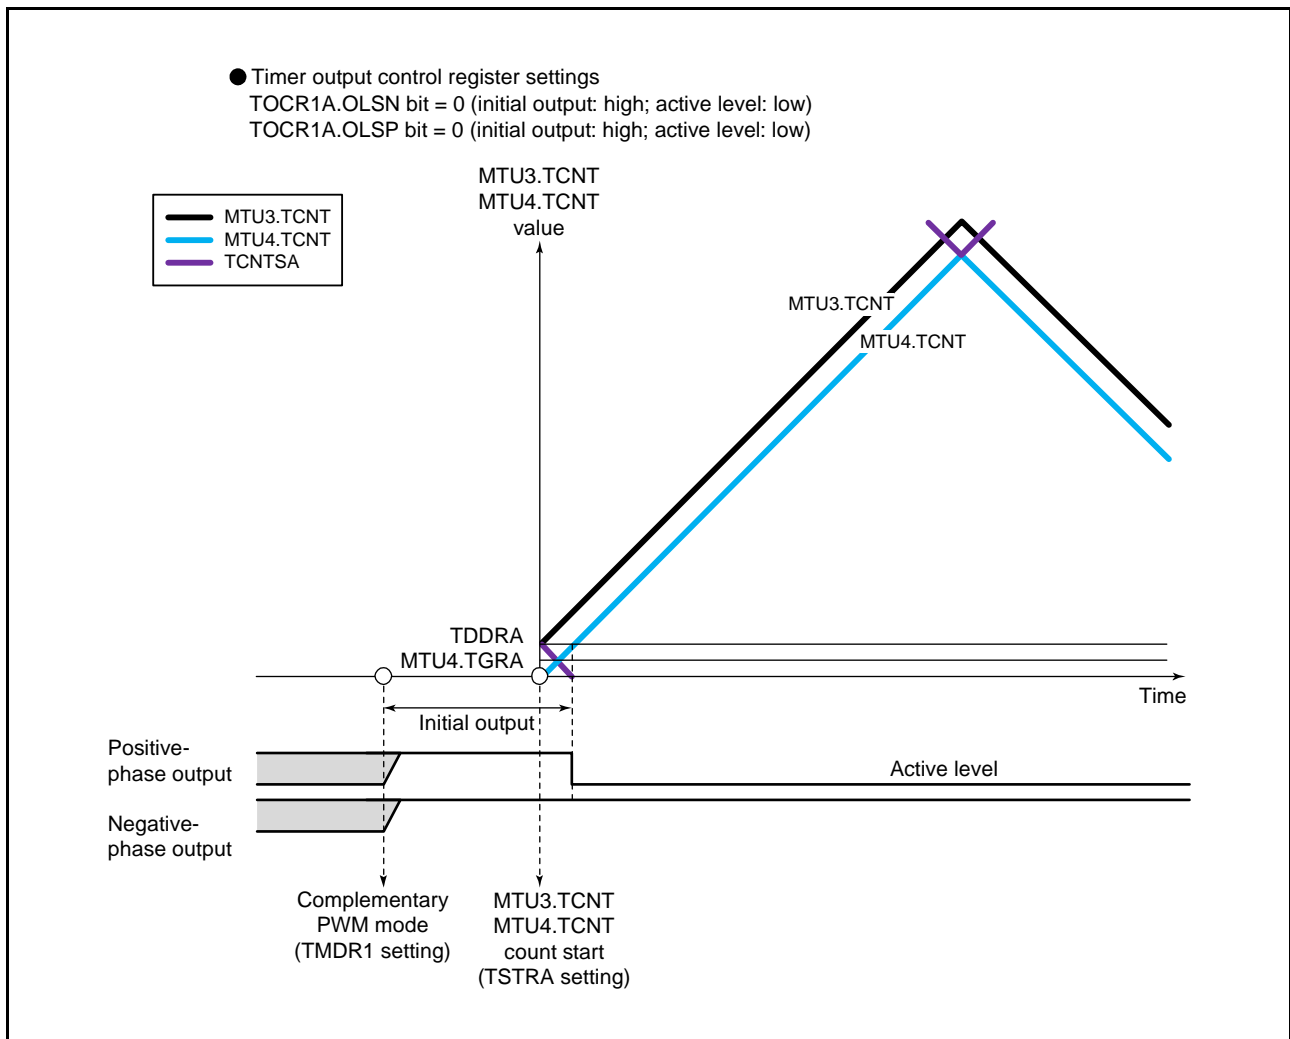 ● Timer output control register settings
TOCR1A.OLSN bit = 0 (initial output: high; active level: low)
TOCR1A.OLSP bit = 0 (initial output: high; active level: low)
MTU3.TCNT
MTU4.TCNT
value
MTU3.TCNT
MTU4.TCNT
TCNTSA
MTU3.TCNT
MTU4.TCNT
TDDRA
MTU4.TGRA
Time
Initial output
Positive-
phase output
Active level
Negative-
phase output
Complementary
PWM mode
(TMDR1 setting)
MTU3.TCNT
MTU4.TCNT
count start
(TSTRA setting)